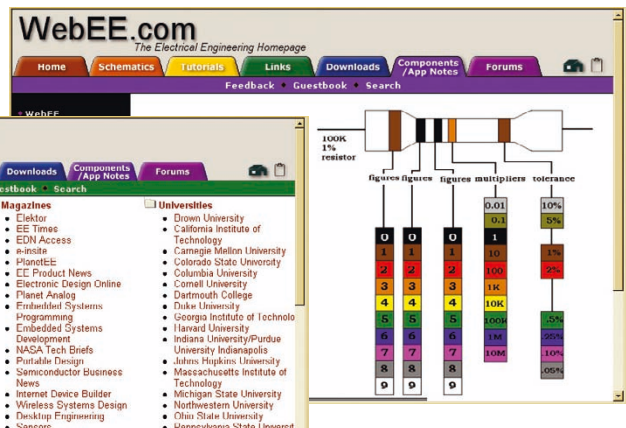 WebEE.com
The Electrical Engineering Homepage
Home Schematics Tutorials Links Downloads Components /App Notes Forums
Feedback Guestbook Search
WebEE
100K
1%
resistor
figures figures figures multipliers tolerance
0.01 10%
0.1 5%
0 0 0 1
1 1 1 10 1%
2 2 2 100 2%
3 3 3 1K
4 4 4 10K
5 5 5 100K .5%
6 6 6 1M .25%
7 7 7 10M .10%
8 8 8 .05%
9 9 9
Downloads Components /App Notes Forums
estbook Search
Magazines
Elektor
EE Times
EDN Access
e-insite
PlanetEE
EE Product News
Electronic Design Online
Planet Analog
Embedded Systems
Programming
Embedded Systems
Development
NASA Tech Briefs
Portable Design
Semiconductor Business
News
Internet Device Builder
Wireless Systems Design
Desktop Engineering
Sensors
Universities
Brown University
California Institute of
Technology
Carnegie Mellon University
Colorado State University
Columbia University
Cornell University
Dartmouth College
Duke University
Georgia Institute of Technolo
Harvard University
Indiana University/Purdue
University Indianapolis
Johns Hopkins University
Massachusetts Institute of
Technology
Michigan State University
Northwestern University
Ohio State University
Pennsylvania State Universit